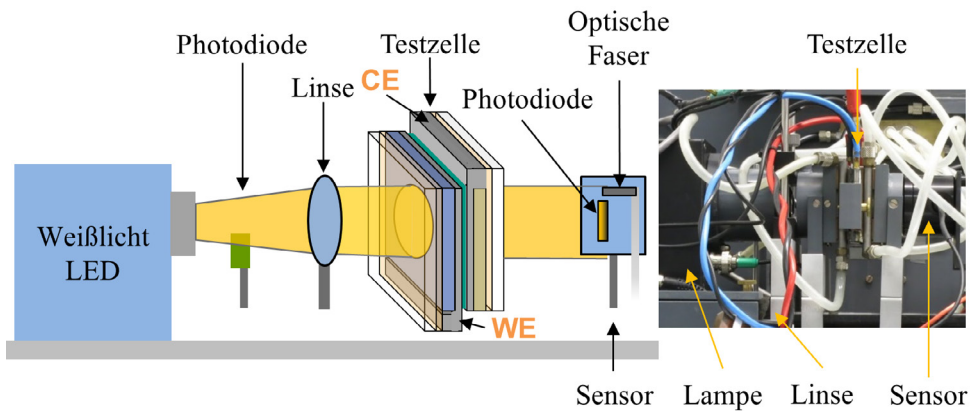 Photodiode
Linse
CE
Testzelle
Photodiode
Optische
Faser
Testzelle
Weißlicht
LED
WE
Sensor
Lampe
Linse
Sensor